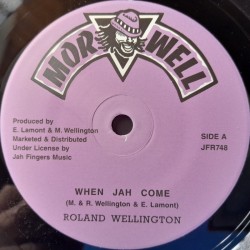 MOR WELL
Produced by
E. Lamont & M. Wellington
Marketed & Distributed
Under License by
Jah Fingers Music
SIDE A
JFR748
WHEN JAH COME
(M. & R. Wellington & E. Lamont)
ROLAND WELLINGTON